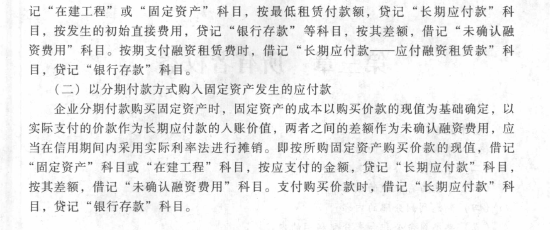 记“在建工程”或“固定资产”科目，按最低租赁付款额，贷记“长期应付款”科
目，按发生的初始直接费用，贷记“银行存款”等科目，按其差额，借记“未确认融
资费用”科目。按期支付融资租赁费时，借记“长期应付款——应付融资租赁款”科
目，贷记“银行存款”科目。
（二）以分期付款方式购入固定资产发生的应付款
企业分期付款购买固定资产时，固定资产的成本以购买价款的现值为基础确定，以
实际支付的价款作为长期应付款的入账价值，两者之间的差额作为未确认融资费用，应
当在信用期间内采用实际利率法进行摊销。即按所购固定资产购买价款的现值，借记
“固定资产”科目或“在建工程”科目，按应支付的金额，贷记“长期应付款”科目，
按其差额，借记“未确认融资费用”科目。支付购买价款时，借记“长期应付款”科
目，贷记“银行存款”科目。